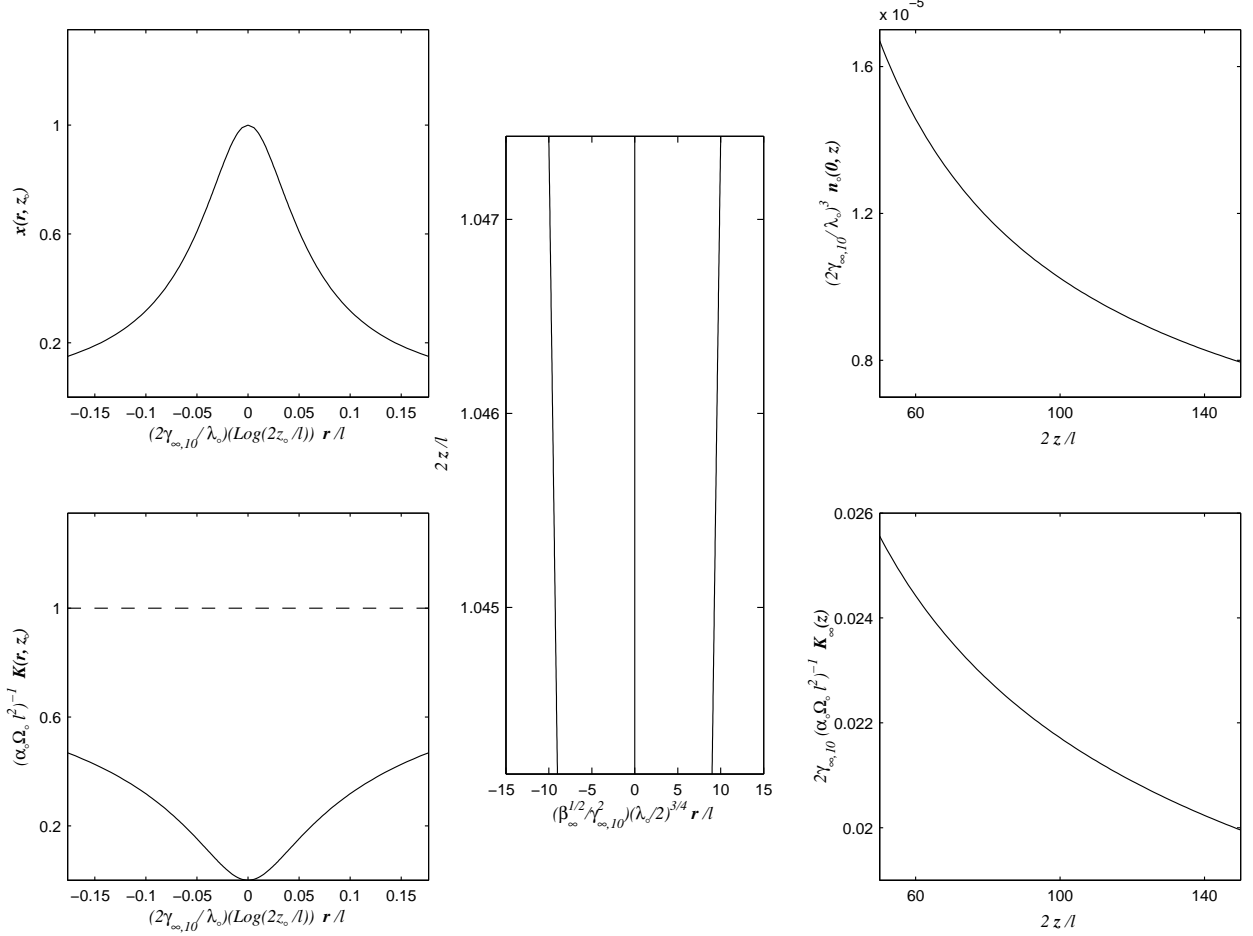 x(r, z∘)
1
0.6
0.2
−0.15 −0.1 −0.05 0 0.05 0.1 0.15
(2γ∞,10/λ∘)(Log(2z∘/l)) r/l
(α∘Ω∘ l²)⁻¹ K(r, z∘)
1
0.6
0.2
−0.15 −0.1 −0.05 0 0.05 0.1 0.15
(2γ∞,10/λ∘)(Log(2z∘/l)) r/l
2 z/l
1.047
1.046
1.045
−15 −10 −5 0 5 10 15
(β∞^1/2/γ²∞,10)(λ∘/2)^3/4 r/l
x 10⁻⁵
(2γ∞,10/λ∘)³ n∘(0, z)
1.6
1.2
0.8
60 100 140
2 z/l
2γ∞,10 (α∘Ω∘ l²)⁻¹ K∞(z)
0.026
0.024
0.022
0.02
60 100 140
2 z/l